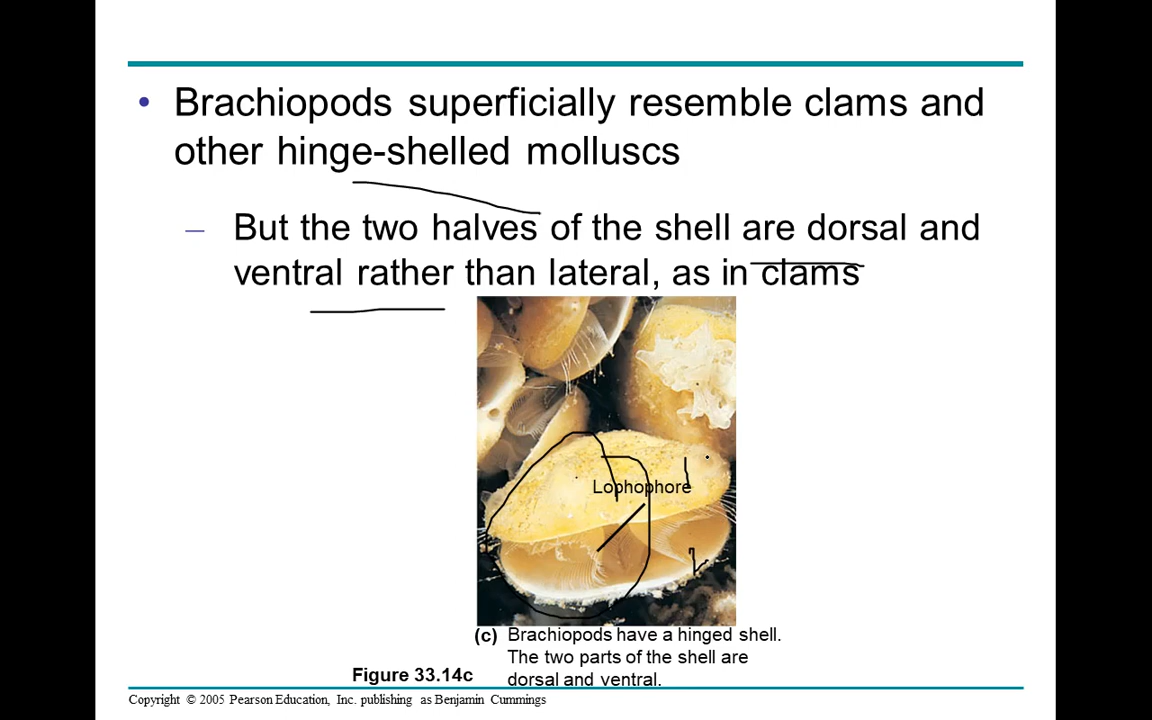 • Brachiopods superficially resemble clams and
other hinge-shelled molluscs
– But the two halves of the shell are dorsal and
ventral rather than lateral, as in clams
Lophophore
1
2
(c) Brachiopods have a hinged shell.
The two parts of the shell are
dorsal and ventral.
Figure 33.14c
Copyright © 2005 Pearson Education, Inc. publishing as Benjamin Cummings